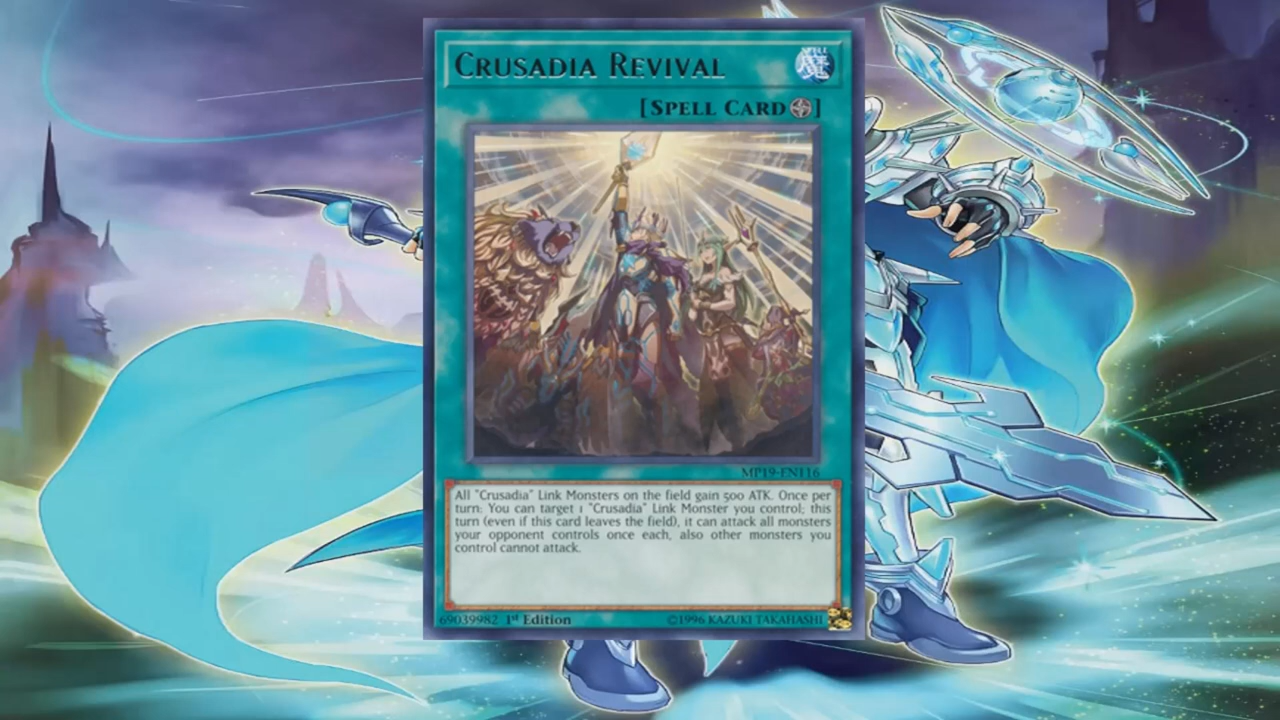 Crusadia Revival
SPELL
[Spell Card]
MP19-EN116
All "Crusadia" Link Monsters on the field gain 500 ATK. Once per
turn: You can target 1 "Crusadia" Link Monster you control; this
turn (even if this card leaves the field), it can attack all monsters
your opponent controls once each, also other monsters you
control cannot attack.
69039982 1st Edition ©1996 KAZUKI TAKAHASHI